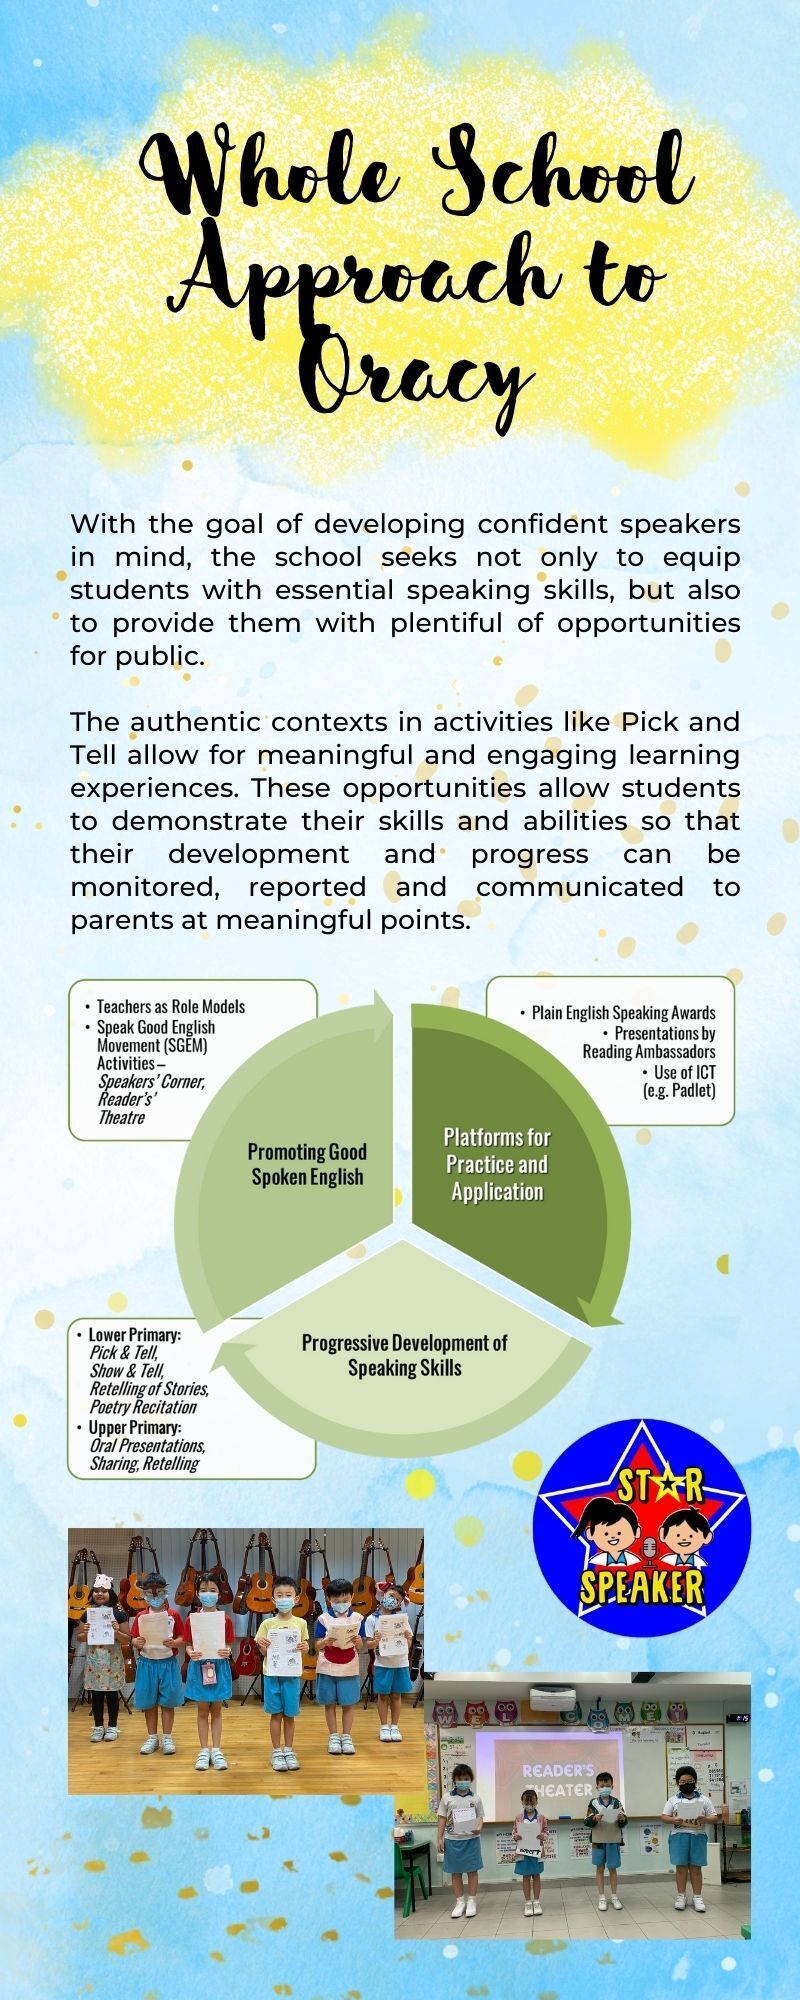 Whole School
Approach to
Oracy
With the goal of developing confident speakers
in mind, the school seeks not only to equip
students with essential speaking skills, but also
to provide them with plentiful of opportunities
for public.
The authentic contexts in activities like Pick and
Tell allow for meaningful and engaging learning
experiences. These opportunities allow students
to demonstrate their skills and abilities so that
their development and progress can be
monitored, reported and communicated to
parents at meaningful points.
• Teachers as Role Models
• Speak Good English
Movement (SGEM)
Activities –
Speakers' Corner,
Reader's'
Theatre
• Plain English Speaking Awards
• Presentations by
Reading Ambassadors
• Use of ICT
(e.g. Padlet)
Promoting Good
Spoken English
Platforms for
Practice and
Application
Progressive Development of
Speaking Skills
• Lower Primary:
Pick & Tell,
Show & Tell,
Retelling of Stories,
Poetry Recitation
• Upper Primary:
Oral Presentations,
Sharing, Retelling
STAR
SPEAKER
WELCOME
READER'S
THEATER